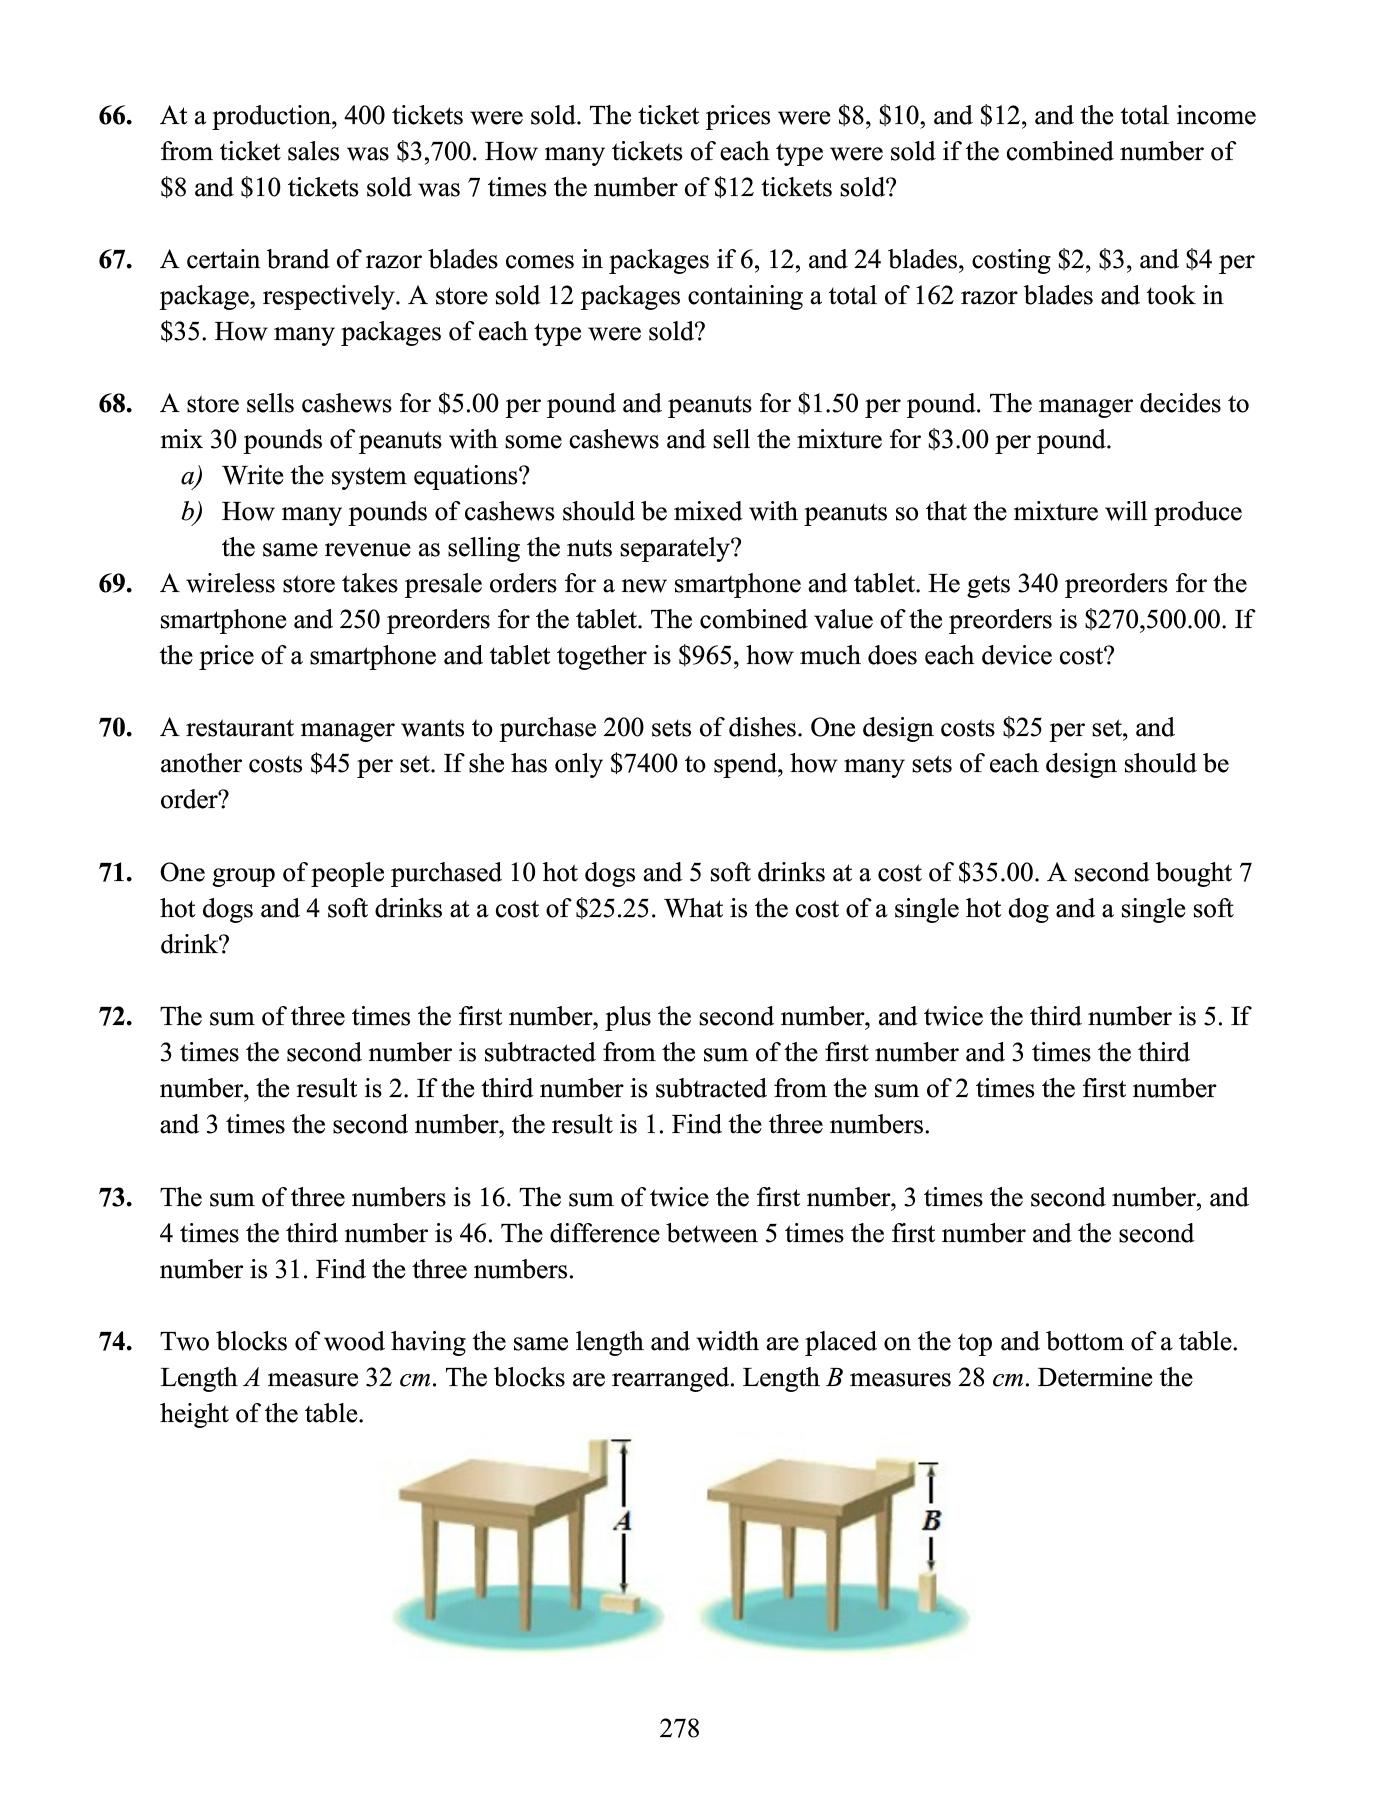 66. At a production, 400 tickets were sold. The ticket prices were $8, $10, and $12, and the total income
from ticket sales was $3,700. How many tickets of each type were sold if the combined number of
$8 and $10 tickets sold was 7 times the number of $12 tickets sold?
67. A certain brand of razor blades comes in packages if 6, 12, and 24 blades, costing $2, $3, and $4 per
package, respectively. A store sold 12 packages containing a total of 162 razor blades and took in
$35. How many packages of each type were sold?
68. A store sells cashews for $5.00 per pound and peanuts for $1.50 per pound. The manager decides to
mix 30 pounds of peanuts with some cashews and sell the mixture for $3.00 per pound.
a) Write the system equations?
b) How many pounds of cashews should be mixed with peanuts so that the mixture will produce
the same revenue as selling the nuts separately?
69. A wireless store takes presale orders for a new smartphone and tablet. He gets 340 preorders for the
smartphone and 250 preorders for the tablet. The combined value of the preorders is $270,500.00. If
the price of a smartphone and tablet together is $965, how much does each device cost?
70. A restaurant manager wants to purchase 200 sets of dishes. One design costs $25 per set, and
another costs $45 per set. If she has only $7400 to spend, how many sets of each design should be
order?
71. One group of people purchased 10 hot dogs and 5 soft drinks at a cost of $35.00. A second bought 7
hot dogs and 4 soft drinks at a cost of $25.25. What is the cost of a single hot dog and a single soft
drink?
72. The sum of three times the first number, plus the second number, and twice the third number is 5. If
3 times the second number is subtracted from the sum of the first number and 3 times the third
number, the result is 2. If the third number is subtracted from the sum of 2 times the first number
and 3 times the second number, the result is 1. Find the three numbers.
73. The sum of three numbers is 16. The sum of twice the first number, 3 times the second number, and
4 times the third number is 46. The difference between 5 times the first number and the second
number is 31. Find the three numbers.
74. Two blocks of wood having the same length and width are placed on the top and bottom of a table.
Length A measure 32 cm. The blocks are rearranged. Length B measures 28 cm. Determine the
height of the table.
A
B
278